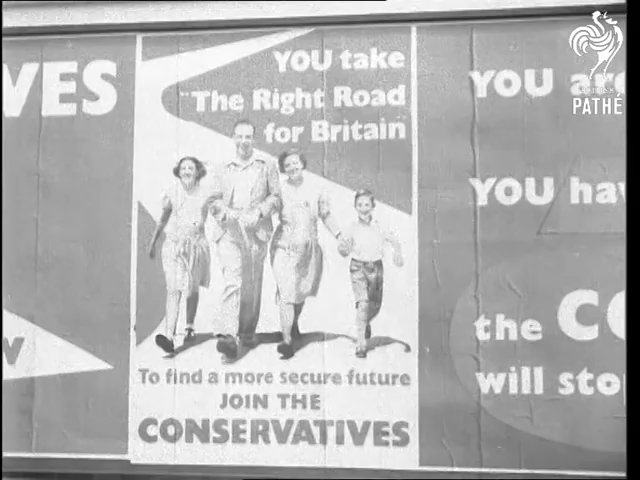 VES
YOU take
"The Right Road
for Britain"
To find a more secure future
JOIN THE
CONSERVATIVES
YOU
YOU
the
will
PATHÉ